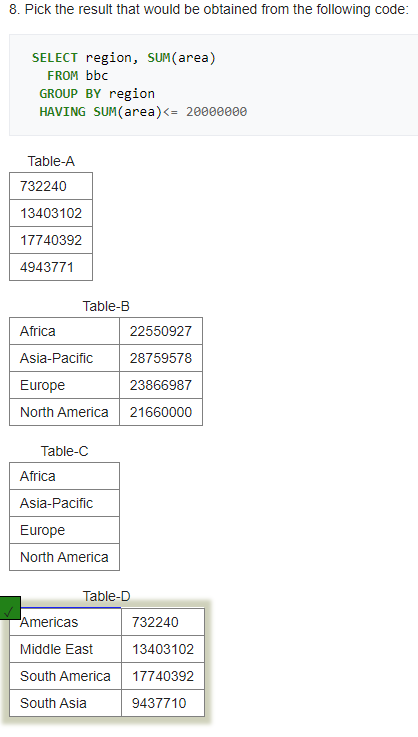 8. Pick the result that would be obtained from the following code:
SELECT region, SUM(area)
FROM bbc
GROUP BY region
HAVING SUM(area)<= 20000000
Table-A
732240
13403102
17740392
4943771
Table-B
Africa 22550927
Asia-Pacific 28759578
Europe 23866987
North America 21660000
Table-C
Africa
Asia-Pacific
Europe
North America
Table-D
Americas 732240
Middle East 13403102
South America 17740392
South Asia 9437710